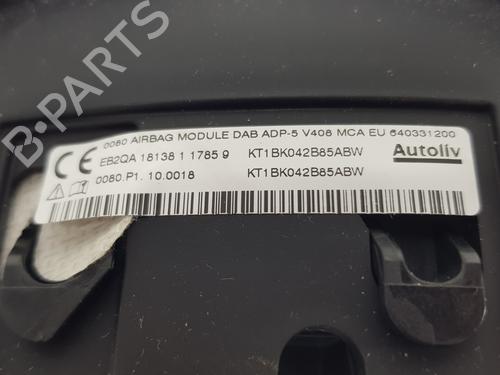 0080 AIRBAG MODULE DAB ADP-5 V408 MCA EU 640331200
CE EB2QA 18138 1 1785 9 KT1BK042B85ABW Autoliv
0080.P1. 10.0018 KT1BK042B85ABW
B-PARTS